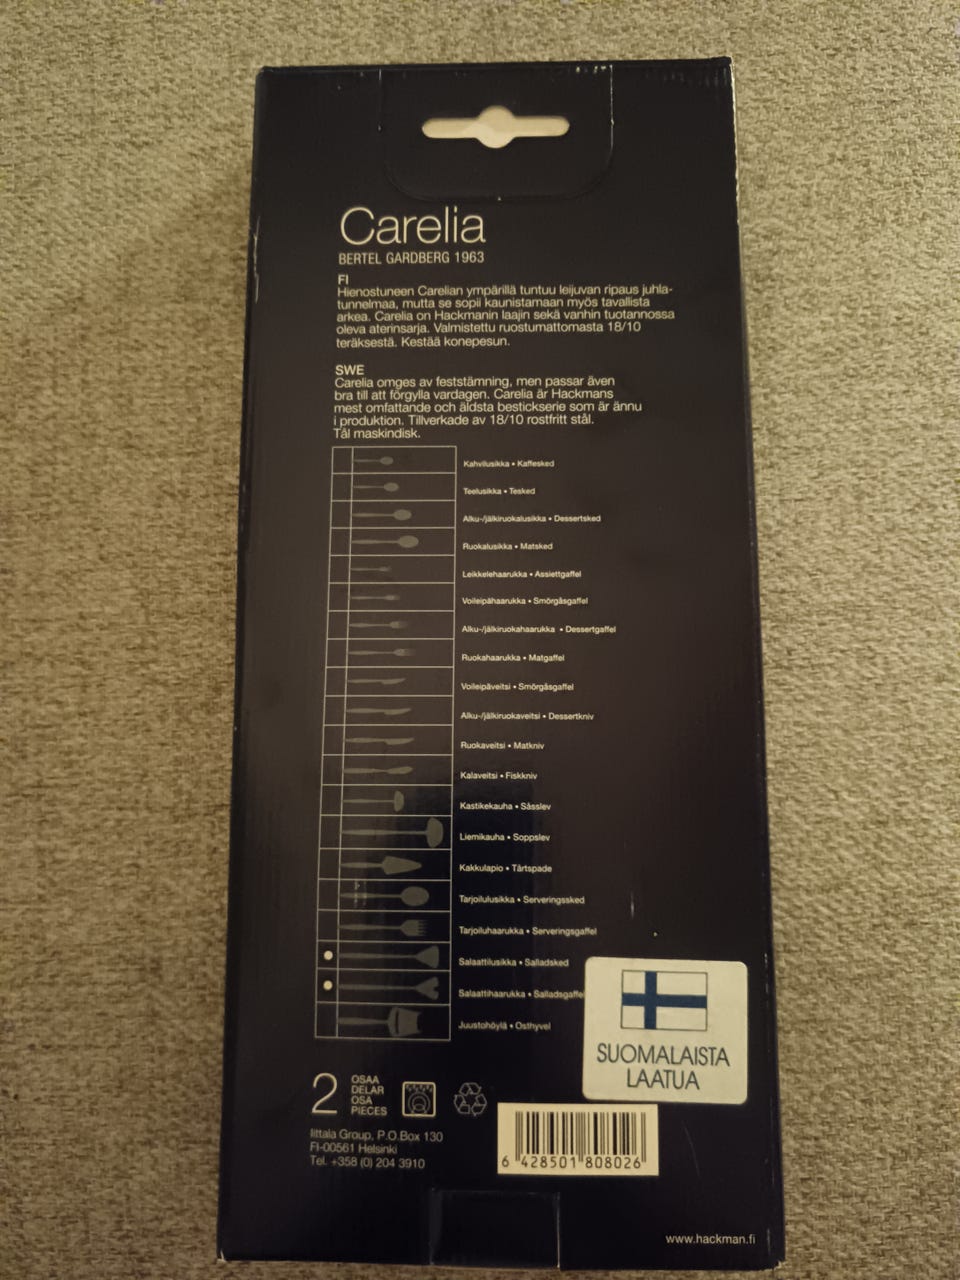 Carelia
BERTEL GARDBERG 1963
FI
Hienostuneen Carelian ympärillä tuntuu leijuvan ripaus juhla-
tunnelmaa, mutta se sopii kaunistamaan myös tavallista
arkea. Carelia on Hackmanin laajin sekä vanhin tuotannossa
oleva aterinsarja. Valmistettu ruostumattomasta 18/10
teräksestä. Kestää konepesun.
SWE
Carelia omges av feststämning, men passar även
bra till att förgylla vardagen. Carelia är Hackmans
mest omfattande och äldsta bestickserie som är ännu
i produktion. Tillverkade av 18/10 rostfritt stål.
Tål maskindisk.
Kahvilusikka • Kaffesked
Teelusikka • Tesked
Alku-/jälkiruokalusikka • Dessertsked
Ruokalusikka • Matsked
Leikkelehaarukka • Assiettgaffel
Voileipähaarukka • Smörgåsgaffel
Alku-/jälkiruokahaarukka • Dessertgaffel
Ruokahaarukka • Matgaffel
Voileipäveitsi • Smörgåsgaffel
Alku-/jälkiruokaveitsi • Dessertkniv
Ruokaveitsi • Matkniv
Kalaveitsi • Fiskkniv
Kastikekauha • Såsslev
Liemikauha • Soppslev
Kakkulapio • Tårtspade
Tarjoilulusikka • Serveringssked
Tarjoiluhaarukka • Serveringsgaffel
Salaattilusikka • Salladsked
Salaattihaarukka • Salladsgaffel
Juustohöylä • Osthyvel
SUOMALAISTA
LAATUA
2 OSAA
DELAR
OSA
PIECES
Iittala Group, P.O.Box 130
FI-00561 Helsinki
Tel. +358 (0) 204 3910
6 428501 808026
www.hackman.fi